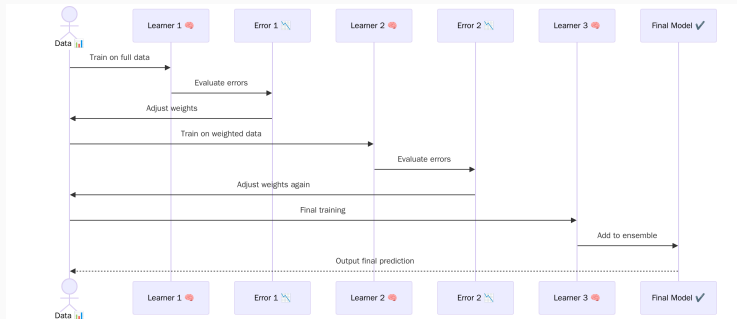 Data 📊
Learner 1 🧠
Error 1 📉
Learner 2 🧠
Error 2 📉
Learner 3 🧠
Final Model ✔️
Train on full data
Evaluate errors
Adjust weights
Train on weighted data
Evaluate errors
Adjust weights again
Final training
Add to ensemble
Output final prediction
Data 📊
Learner 1 🧠
Error 1 📉
Learner 2 🧠
Error 2 📉
Learner 3 🧠
Final Model ✔️